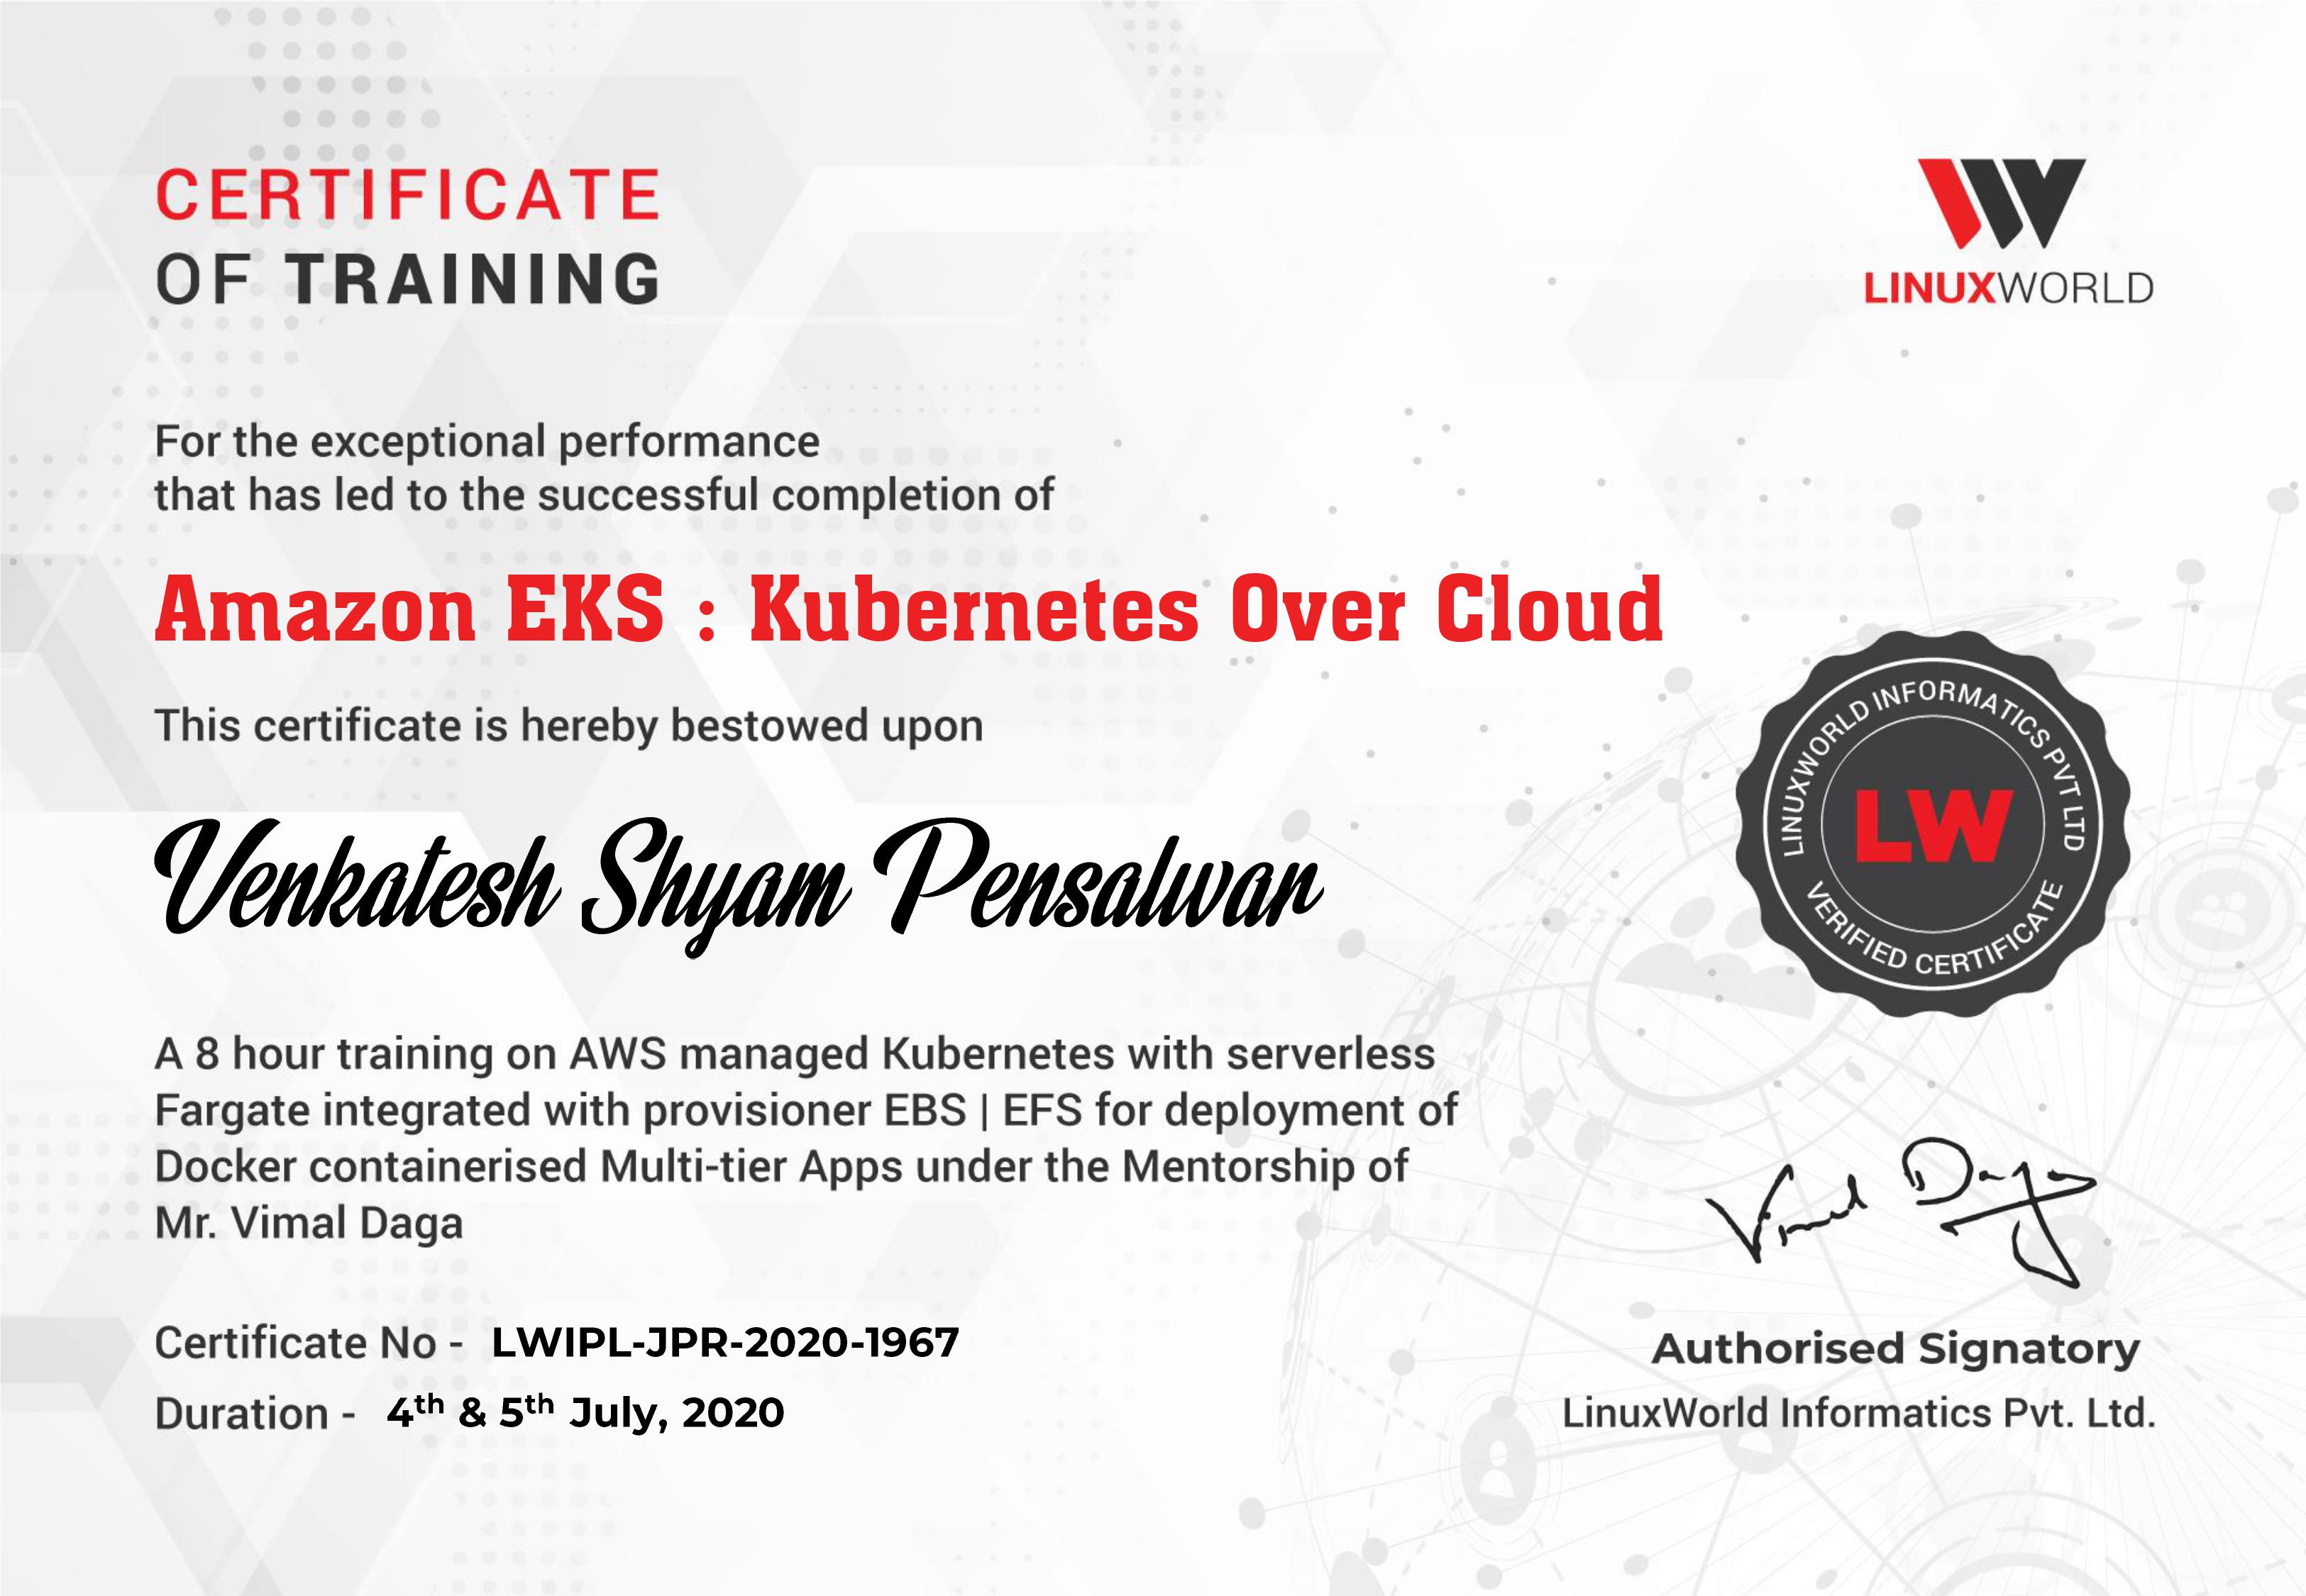 CERTIFICATE
OF TRAINING
LINUXWORLD
For the exceptional performance
that has led to the successful completion of
Amazon EKS : Kubernetes Over Cloud
This certificate is hereby bestowed upon
Venkatesh Shyam Pensalwar
LINUXWORLD INFORMATICS PVT LTD
LW
VERIFIED CERTIFICATE
A 8 hour training on AWS managed Kubernetes with serverless
Fargate integrated with provisioner EBS | EFS for deployment of
Docker containerised Multi-tier Apps under the Mentorship of
Mr. Vimal Daga
Vimal Daga
Certificate No - LWIPL-JPR-2020-1967
Duration - 4th & 5th July, 2020
Authorised Signatory
LinuxWorld Informatics Pvt. Ltd.